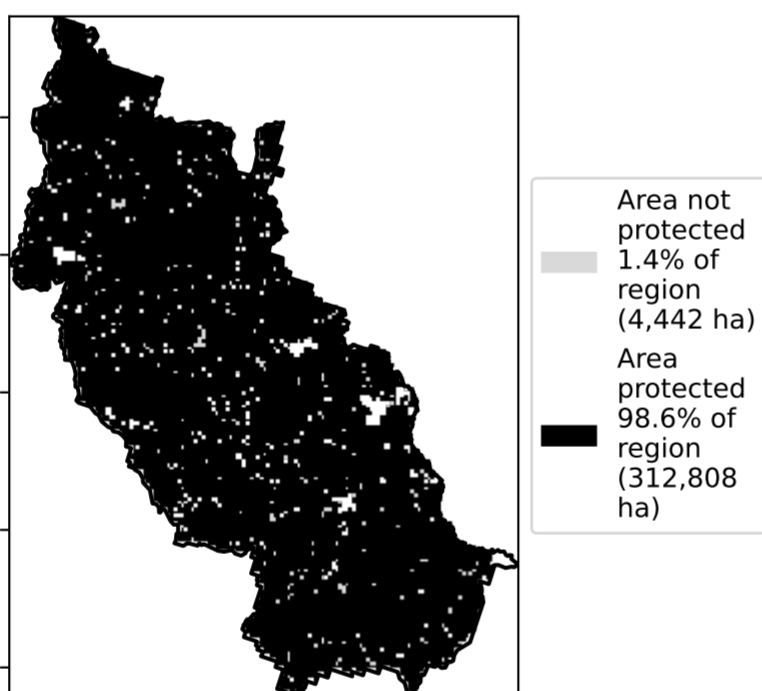 Area not
protected
1.4% of
region
(4,442 ha)
Area
protected
98.6% of
region
(312,808
ha)